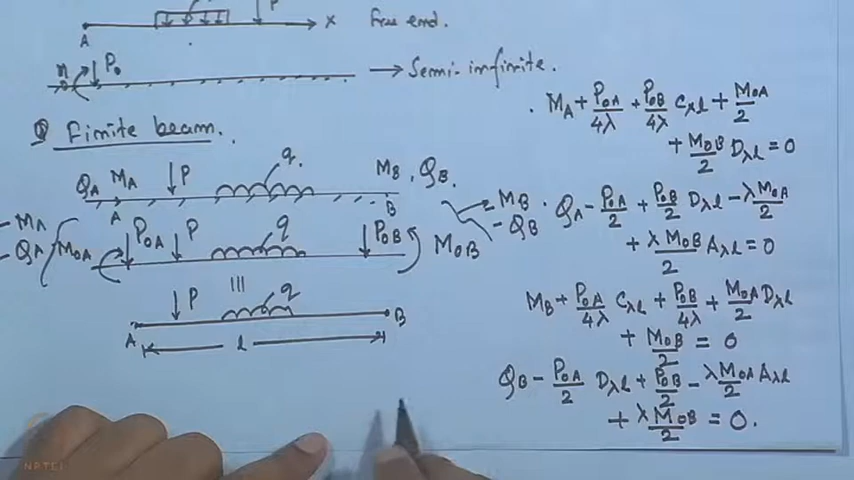 P
A x Free end.
n P₀ → Semi-infinite.
Finite beam.
Q_A M_A P q. M_B, Q_B.
A B
-M_A -Q_A M_0A P_0A P q P_0B M_0B -M_B -Q_B
|||
P q
A l B
M_A + P_0A/4λ + P_0B/4λ C_λl + M_0A/2
+ M_0B/2 D_λl = 0
Q_A - P_0A/2 + P_0B/2 D_λl - λM_0A/2
+ λM_0B/2 A_λl = 0
M_B + P_0A/4λ C_λl + P_0B/4λ + M_0A/2 D_λl
+ M_0B/2 = 0
Q_B - P_0A/2 D_λl + P_0B/2 - λM_0A/2 A_λl
+ λM_0B/2 = 0.
NPTEL